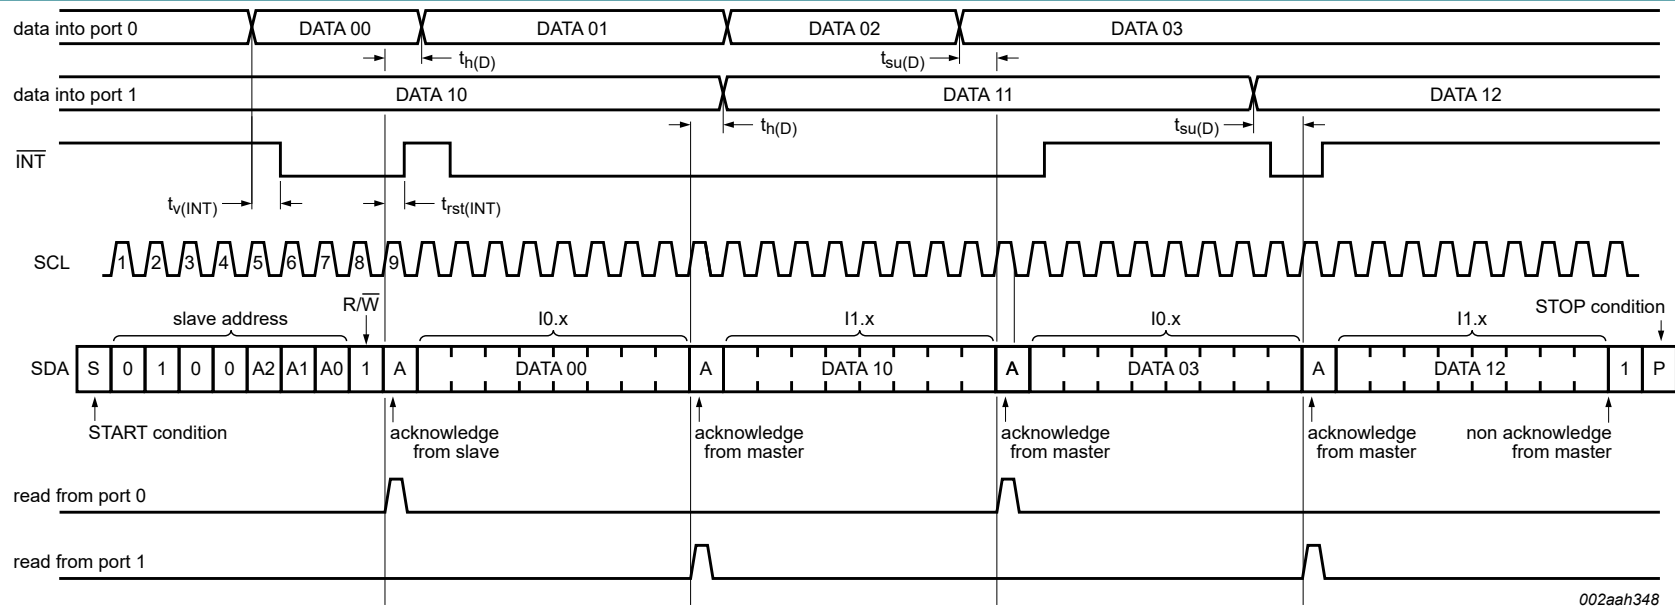 data into port 0 DATA 00 DATA 01 DATA 02 DATA 03
th(D) tsu(D)
data into port 1 DATA 10 DATA 11 DATA 12
th(D) tsu(D)
INT
tv(INT) trst(INT)
SCL 1 2 3 4 5 6 7 8 9
R/W STOP condition
slave address I0.x I1.x I0.x I1.x
SDA S 0 1 0 0 A2 A1 A0 1 A DATA 00 A DATA 10 A DATA 03 A DATA 12 1 P
START condition acknowledge acknowledge acknowledge acknowledge non acknowledge
from slave from master from master from master from master
read from port 0
read from port 1
002aah348